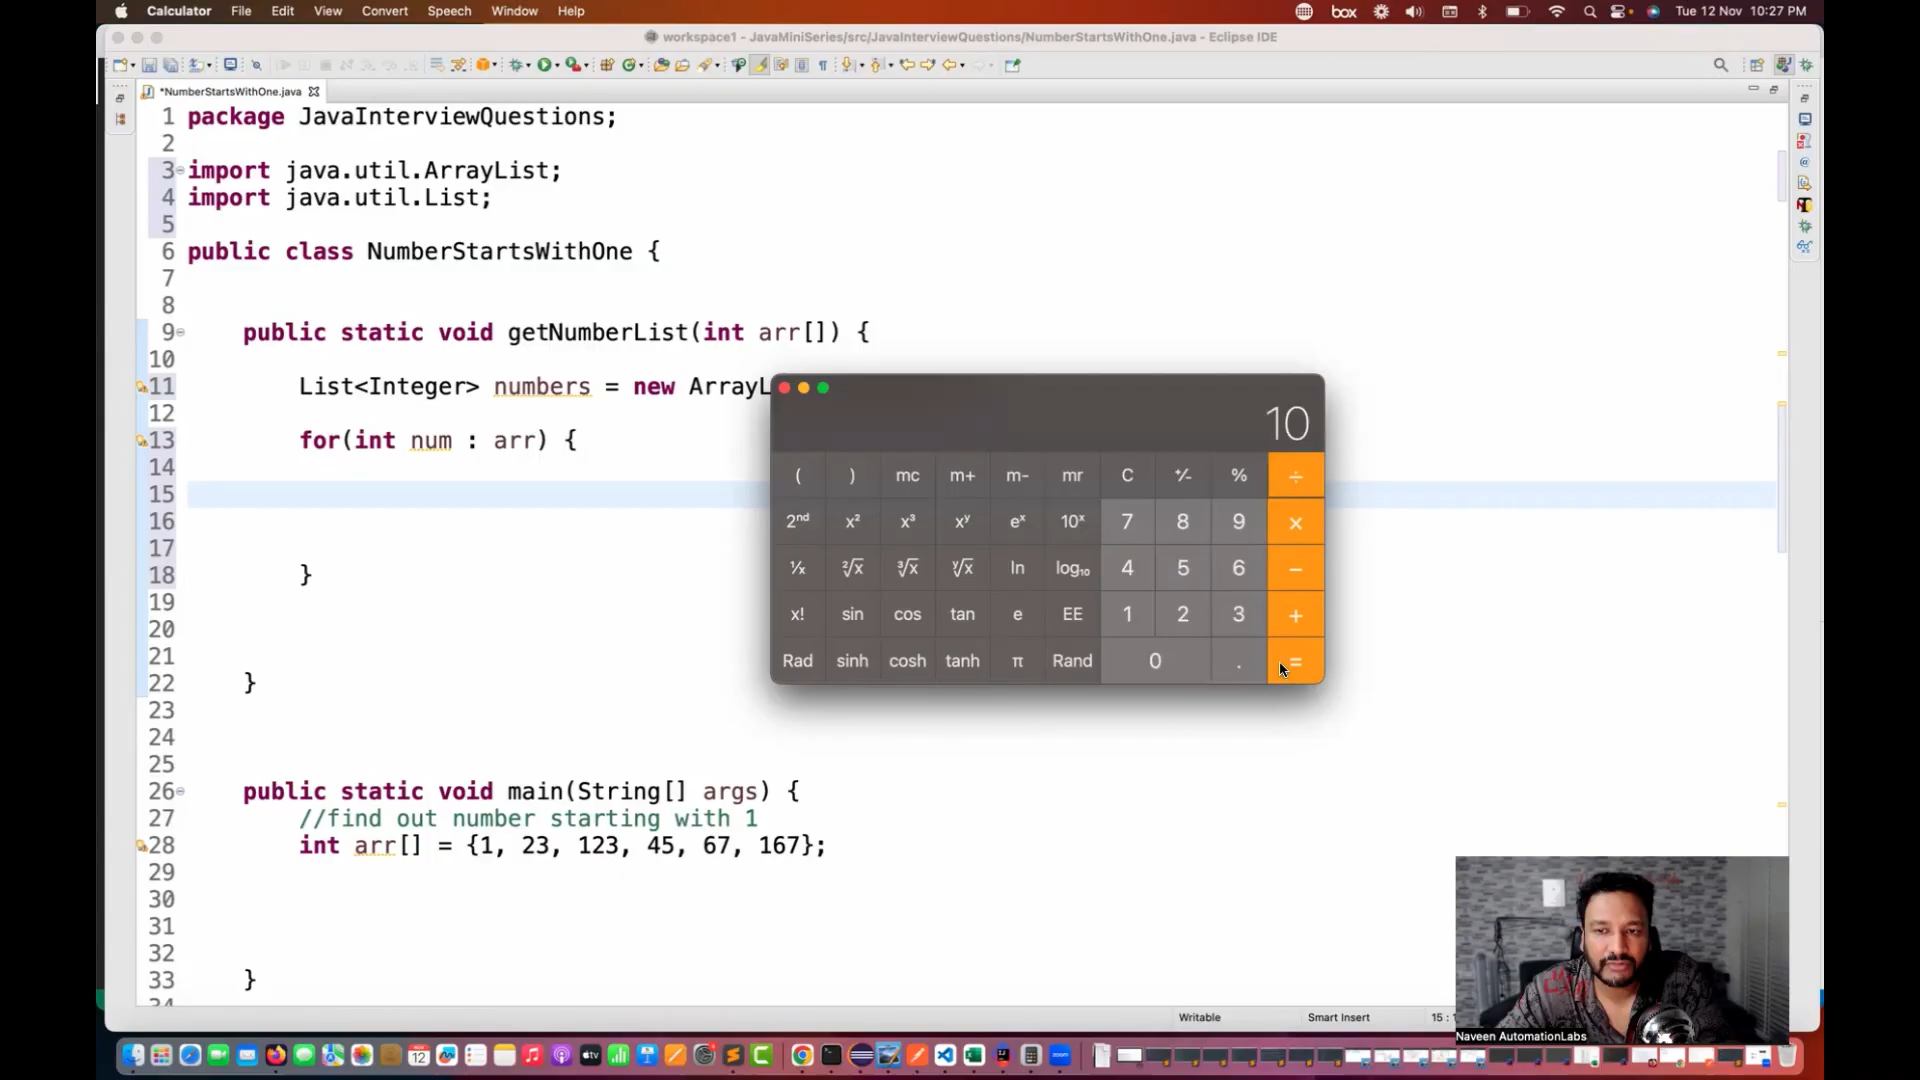 Calculator File Edit View Convert Speech Window Help box Tue 12 Nov 10:27 PM
workspace1 - JavaMiniSeries/src/JavaInterviewQuestions/NumberStartsWithOne.java - Eclipse IDE
*NumberStartsWithOne.java
1 package JavaInterviewQuestions;
2
3 import java.util.ArrayList;
4 import java.util.List;
5
6 public class NumberStartsWithOne {
7
8
9 public static void getNumberList(int arr[]) {
10
11 List<Integer> numbers = new ArrayL
12
13 for(int num : arr) {
14
15
16
17
18 }
19
20
21
22 }
23
24
25
26 public static void main(String[] args) {
27 //find out number starting with 1
28 int arr[] = {1, 23, 123, 45, 67, 167};
29
30
31
32
33 }
34
10
( ) mc m+ m- mr C +/- % ÷
2nd x² x³ xʸ eˣ 10ˣ 7 8 9 ×
1/x ²√x ³√x ʸ√x ln log₁₀ 4 5 6 −
x! sin cos tan e EE 1 2 3 +
Rad sinh cosh tanh π Rand 0 . =
Writable Smart Insert 15 :
Naveen AutomationLabs
12
tv